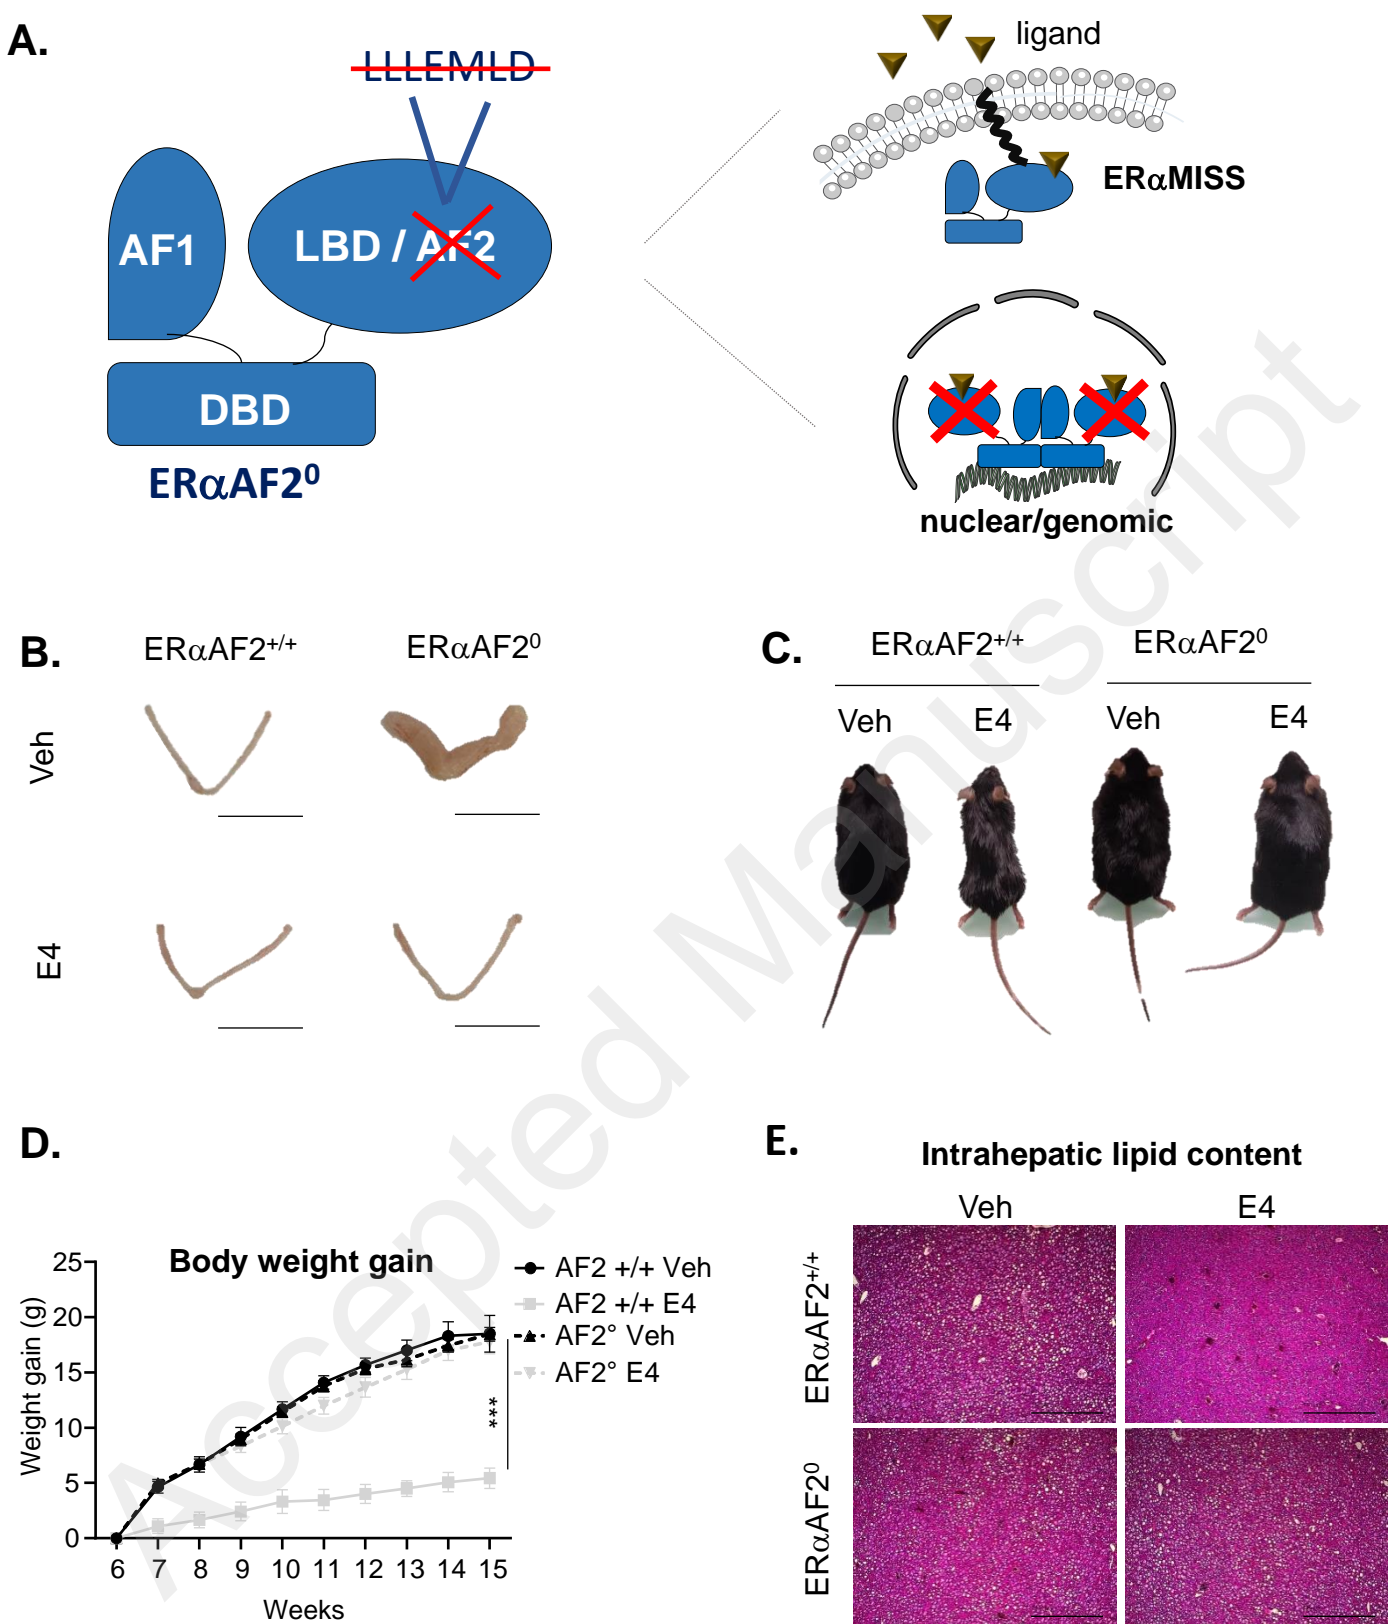 A.
LLLEMLD
ligand
AF1
LBD / AF2
ERαMISS
DBD
ERαAF2⁰
nuclear/genomic
B.
ERαAF2⁺/⁺
ERαAF2⁰
Veh
E4
C.
ERαAF2⁺/⁺
ERαAF2⁰
Veh
E4
Veh
E4
D.
Body weight gain
Weight gain (g)
25
20
15
10
5
0
6 7 8 9 10 11 12 13 14 15
Weeks
AF2 +/+ Veh
AF2 +/+ E4
AF2° Veh
AF2° E4
***
E.
Intrahepatic lipid content
Veh
E4
ERαAF2⁺/⁺
ERαAF2⁰
Accepted Manuscript